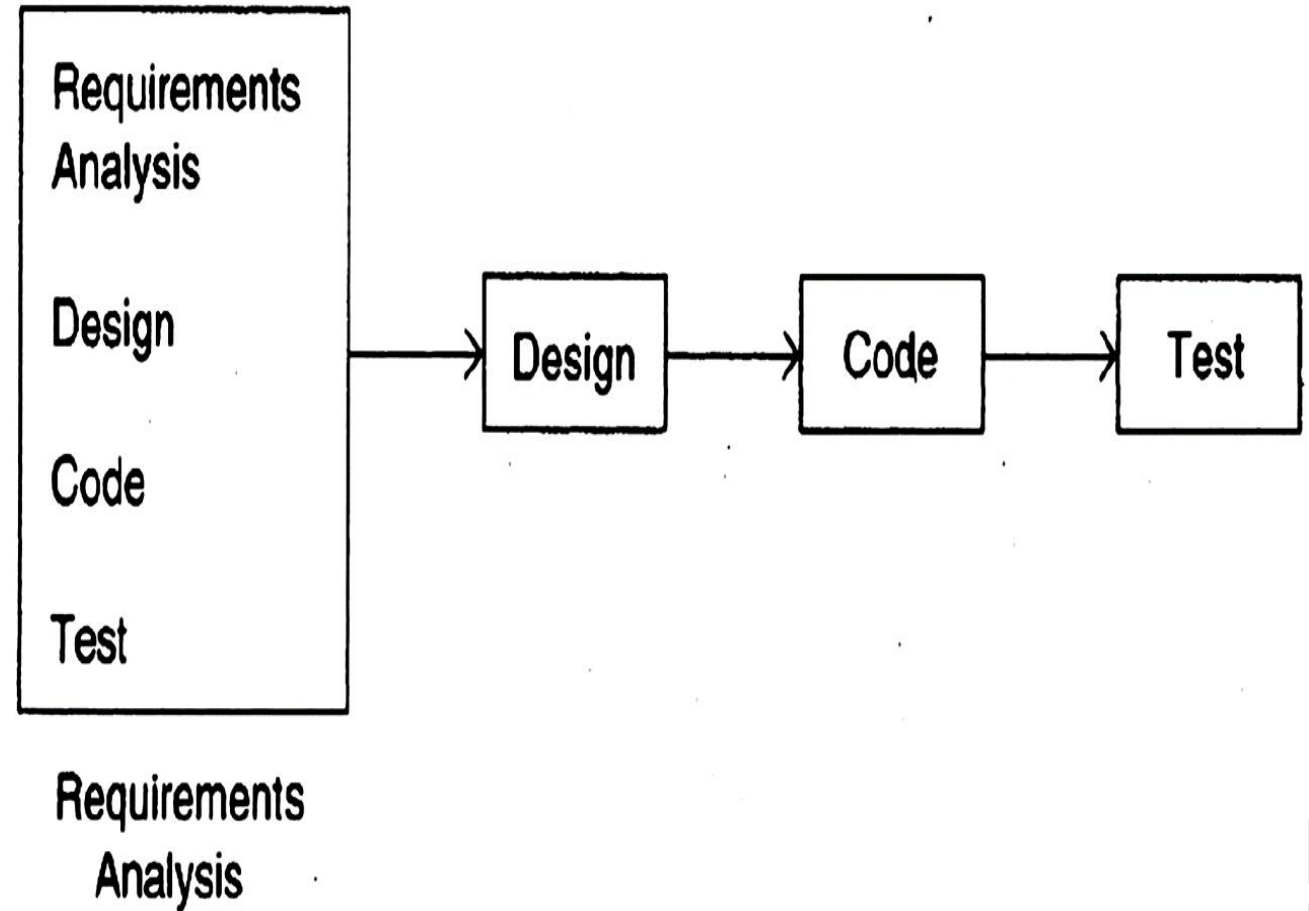 Requirements
Analysis
Design
Code
Test
Design
Code
Test
Requirements
Analysis